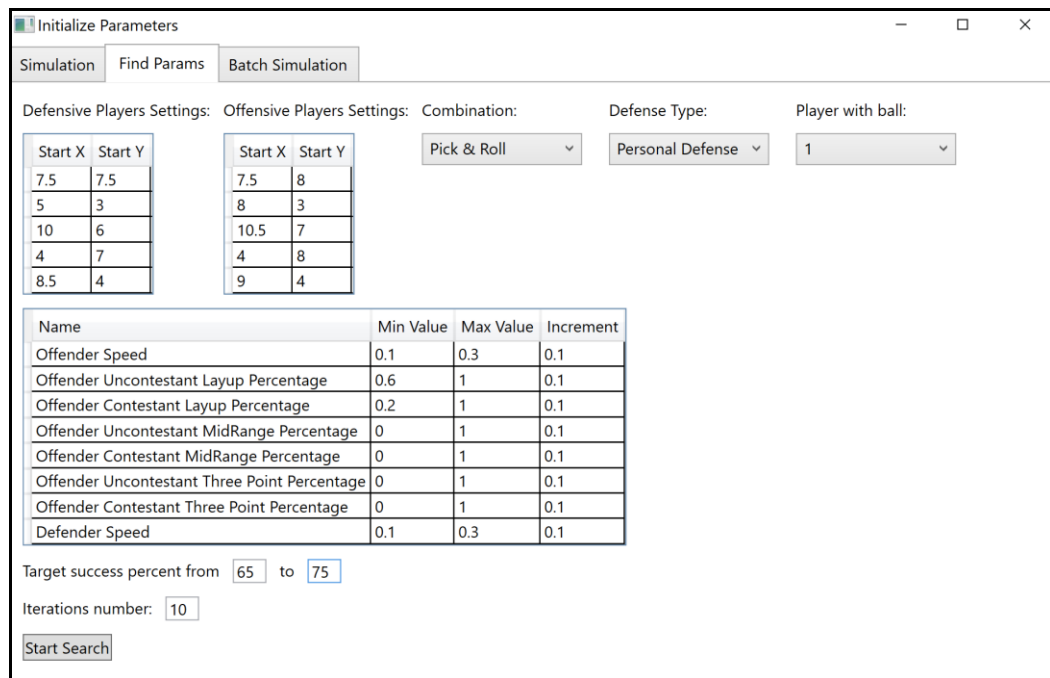 Initialize Parameters
Simulation Find Params Batch Simulation
Defensive Players Settings: Offensive Players Settings: Combination: Defense Type: Player with ball:
Start X Start Y Start X Start Y Pick & Roll Personal Defense 1
7.5 7.5 7.5 8
5 3 8 3
10 6 10.5 7
4 7 4 8
8.5 4 9 4
Name Min Value Max Value Increment
Offender Speed 0.1 0.3 0.1
Offender Uncontestant Layup Percentage 0.6 1 0.1
Offender Contestant Layup Percentage 0.2 1 0.1
Offender Uncontestant MidRange Percentage 0 1 0.1
Offender Contestant MidRange Percentage 0 1 0.1
Offender Uncontestant Three Point Percentage 0 1 0.1
Offender Contestant Three Point Percentage 0 1 0.1
Defender Speed 0.1 0.3 0.1
Target success percent from 65 to 75
Iterstions number: 10
Start Search